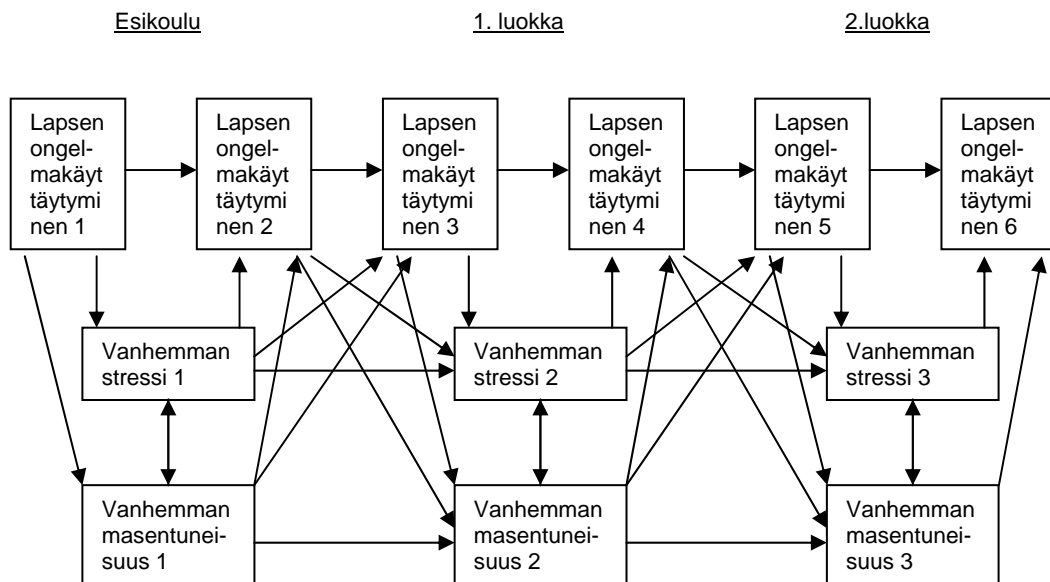 Esikoulu
1. luokka
2.luokka
Lapsen
ongel-
makäyt
täytymi
nen 1
Lapsen
ongel-
makäyt
täytymi
nen 2
Lapsen
ongel-
makäyt
täytymi
nen 3
Lapsen
ongel-
makäyt
täytymi
nen 4
Lapsen
ongel-
makäyt
täytymi
nen 5
Lapsen
ongel-
makäyt
täytymi
nen 6
Vanhemman
stressi 1
Vanhemman
stressi 2
Vanhemman
stressi 3
Vanhemman
masentunei-
suus 1
Vanhemman
masentunei-
suus 2
Vanhemman
masentunei-
suus 3